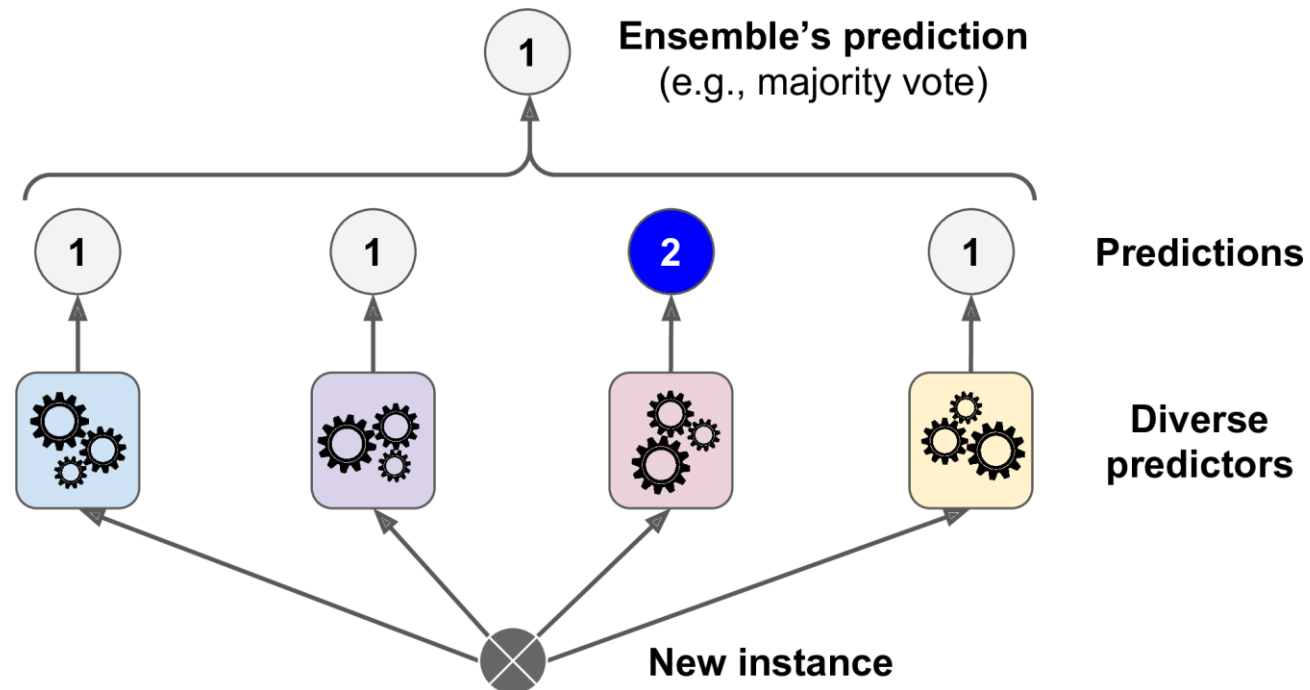 1
Ensemble's prediction
(e.g., majority vote)
1 1 2 1 Predictions
Diverse
predictors
New instance